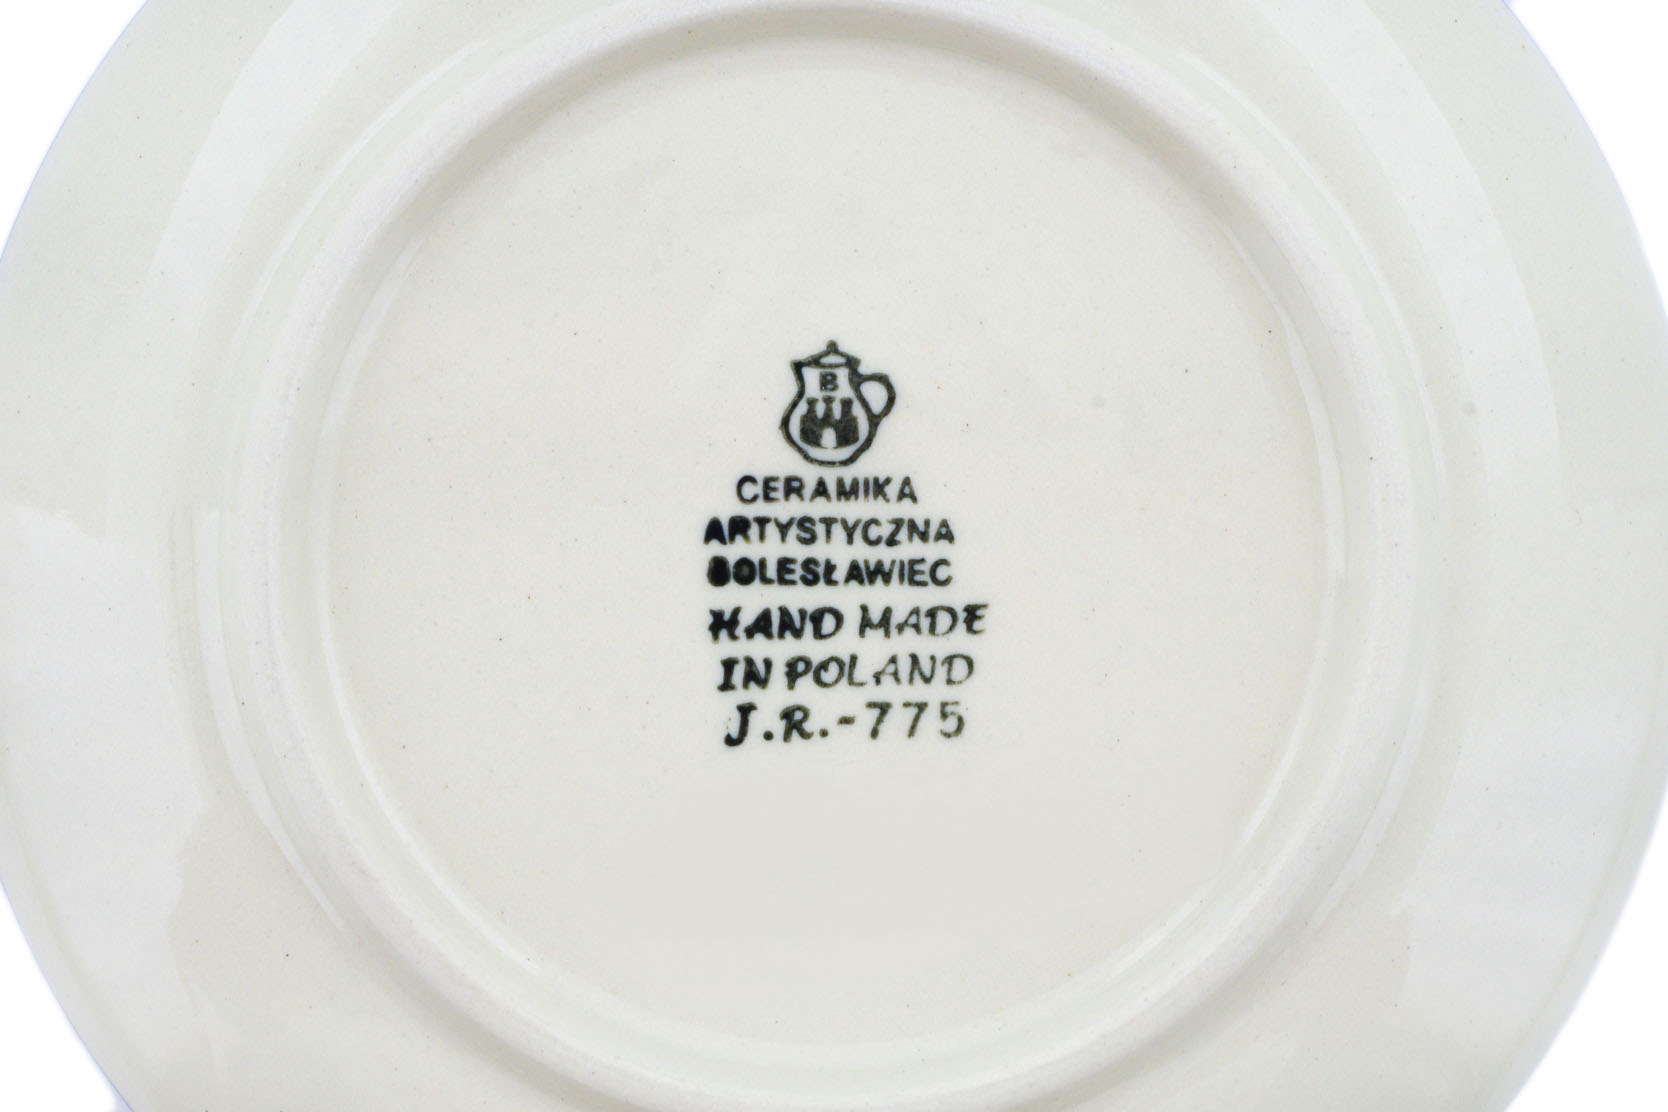 B
CERAMIKA
ARTYSTYCZNA
BOLESŁAWIEC
HAND MADE
IN POLAND
J.R.-775